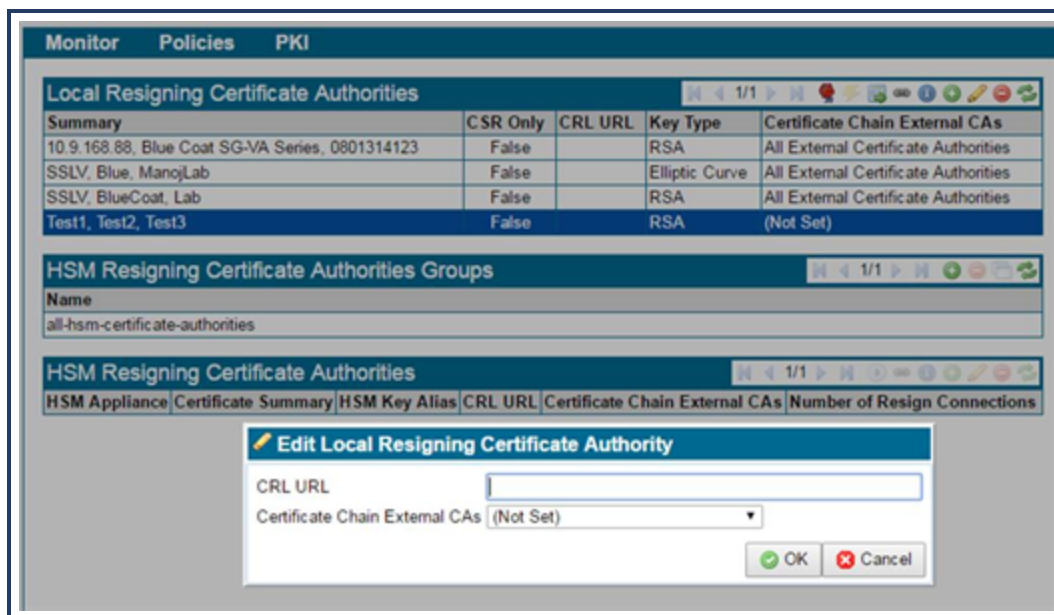 Monitor Policies PKI
Local Resigning Certificate Authorities 1/1
Summary CSR Only CRL URL Key Type Certificate Chain External CAs
10.9.168.88, Blue Coat SG-VA Series, 0801314123 False RSA All External Certificate Authorities
SSLV, Blue, ManojLab False Elliptic Curve All External Certificate Authorities
SSLV, BlueCoat, Lab False RSA All External Certificate Authorities
Test1, Test2, Test3 False RSA (Not Set)
HSM Resigning Certificate Authorities Groups 1/1
Name
all-hsm-certificate-authorities
HSM Resigning Certificate Authorities 1/1
HSM Appliance Certificate Summary HSM Key Alias CRL URL Certificate Chain External CAs Number of Resign Connections
Edit Local Resigning Certificate Authority
CRL URL
Certificate Chain External CAs (Not Set)
OK Cancel